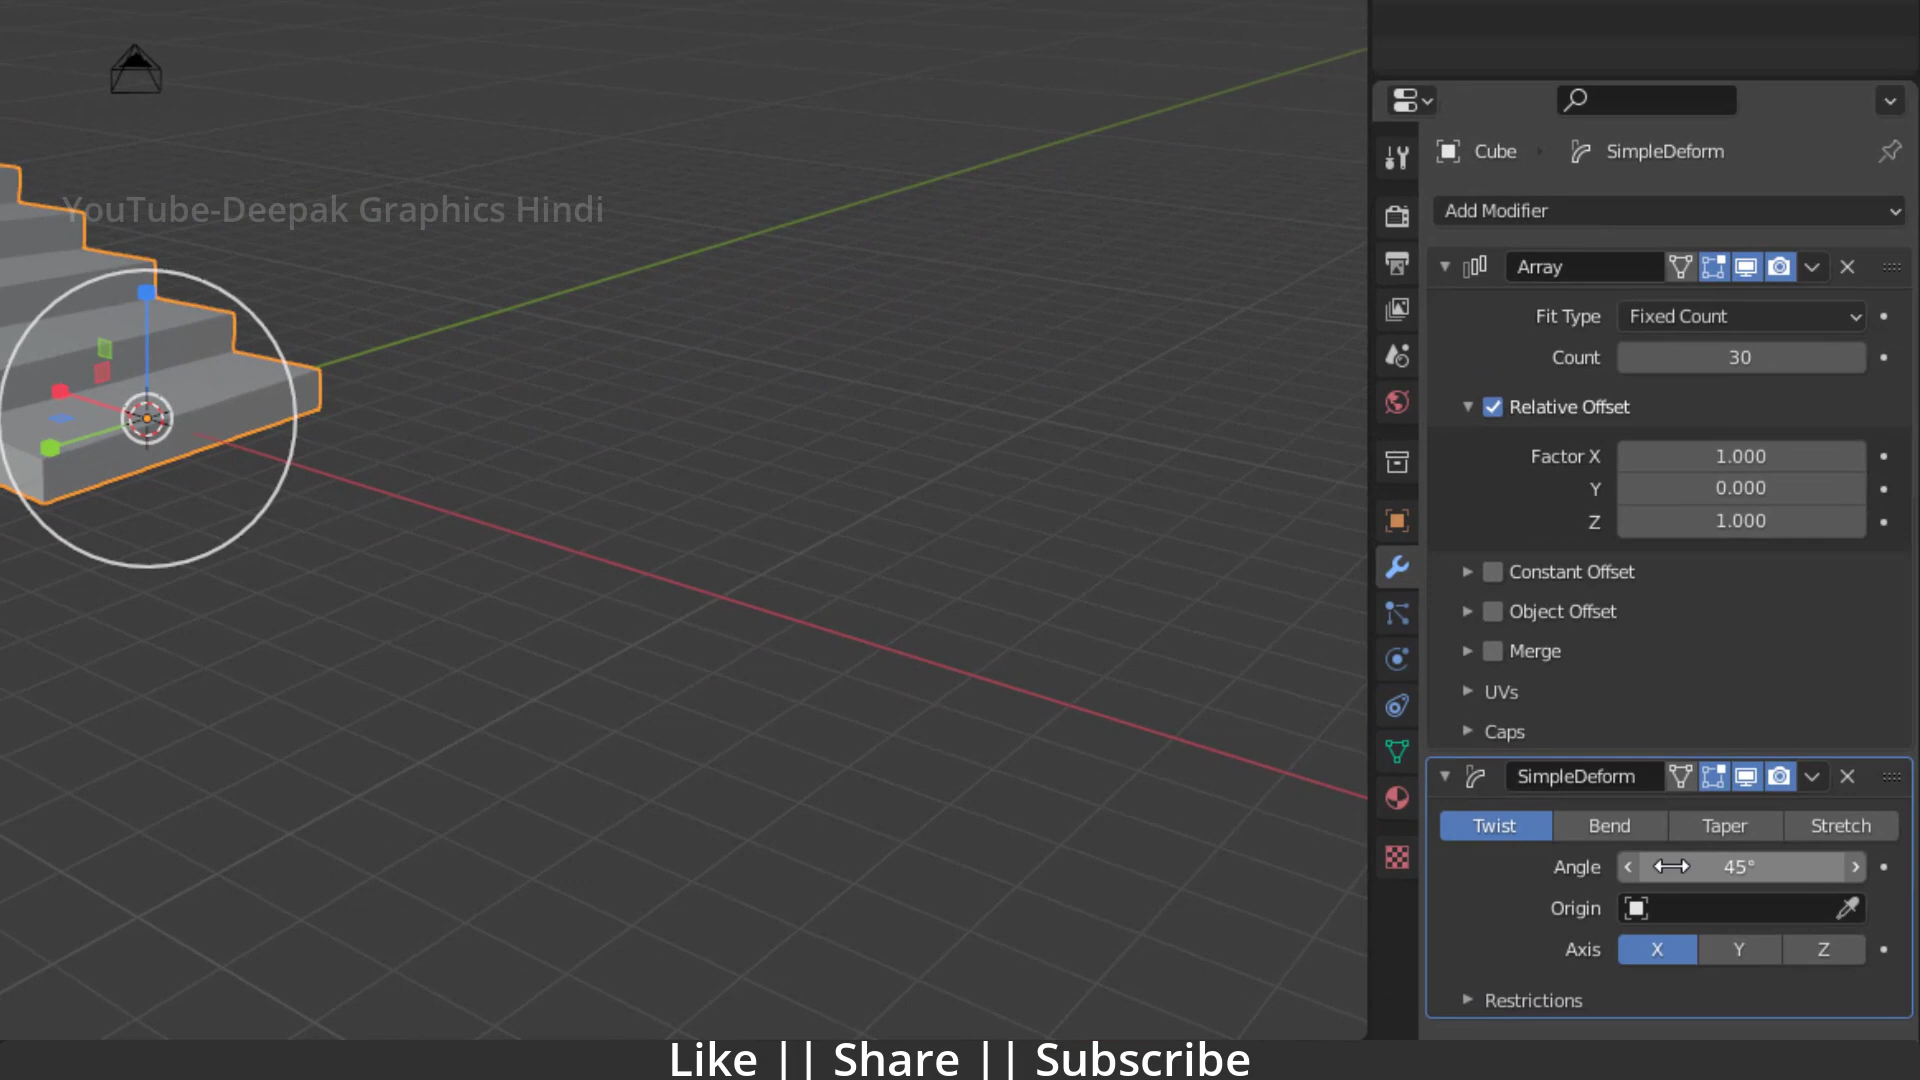 YouTube-Deepak Graphics Hindi
Cube SimpleDeform
Add Modifier
Array
Fit Type Fixed Count
Count 30
Relative Offset
Factor X 1.000
Y 0.000
Z 1.000
Constant Offset
Object Offset
Merge
UVs
Caps
SimpleDeform
Twist Bend Taper Stretch
Angle 45°
Origin
Axis X Y Z
Restrictions
Like || Share || Subscribe